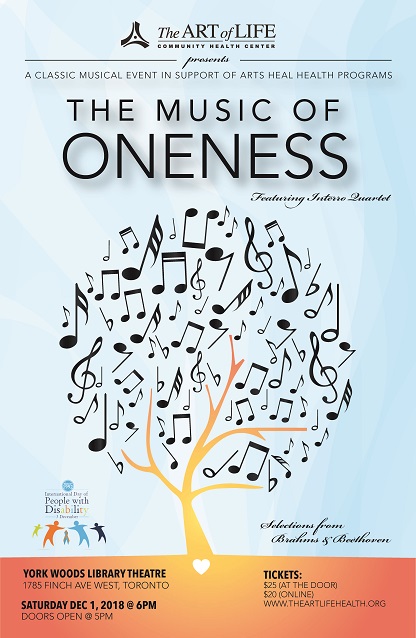 The ART of LIFE
COMMUNITY HEALTH CENTER
presents
A CLASSIC MUSICAL EVENT IN SUPPORT OF ARTS HEAL HEALTH PROGRAMS
THE MUSIC OF
ONENESS
Featuring Interro Quartet
International Day of
People with
Disability
3 December
Selections from
Brahms & Beethoven
YORK WOODS LIBRARY THEATRE
1785 FINCH AVE WEST, TORONTO
SATURDAY DEC 1, 2018 @ 6PM
DOORS OPEN @ 5PM
TICKETS:
$25 (AT THE DOOR)
$20 (ONLINE)
WWW.THEARTLIFEHEALTH.ORG